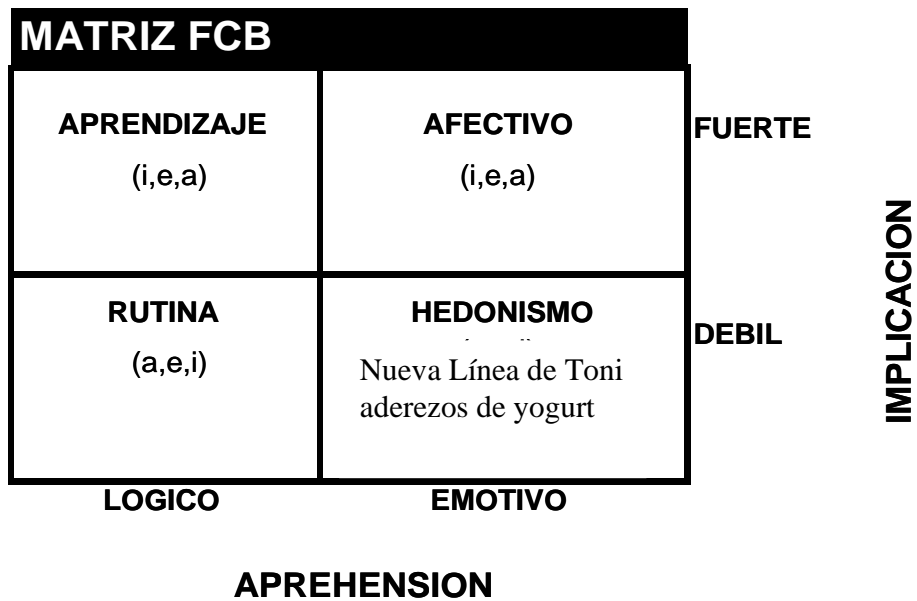 MATRIZ FCB
APRENDIZAJE
(i,e,a)
AFECTIVO
(i,e,a)
FUERTE
RUTINA
(a,e,i)
HEDONISMO
Nueva Línea de Toni
aderezos de yogurt
DEBIL
IMPLICACION
LOGICO
EMOTIVO
APREHENSION